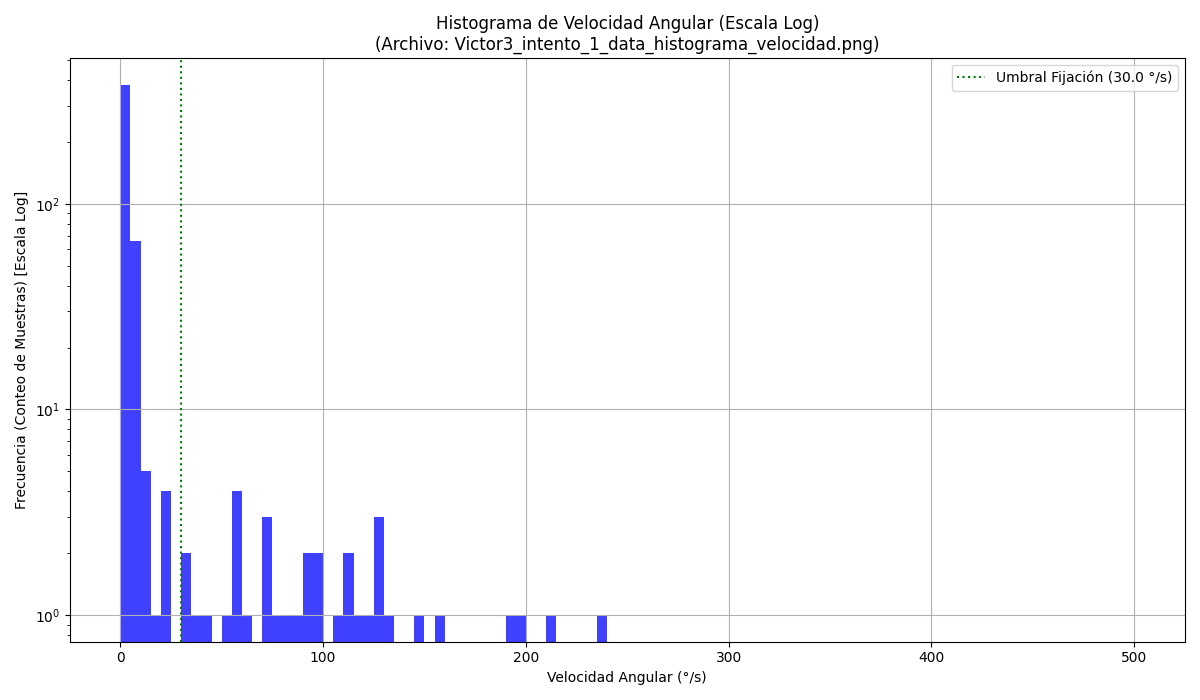 Histograma de Velocidad Angular (Escala Log)
(Archivo: Victor3_intento_1_data_histograma_velocidad.png)
Umbral Fijación (30.0 °/s)
Frecuencia (Conteo de Muestras) [Escala Log]
10²
10¹
10⁰
0 100 200 300 400 500
Velocidad Angular (°/s)